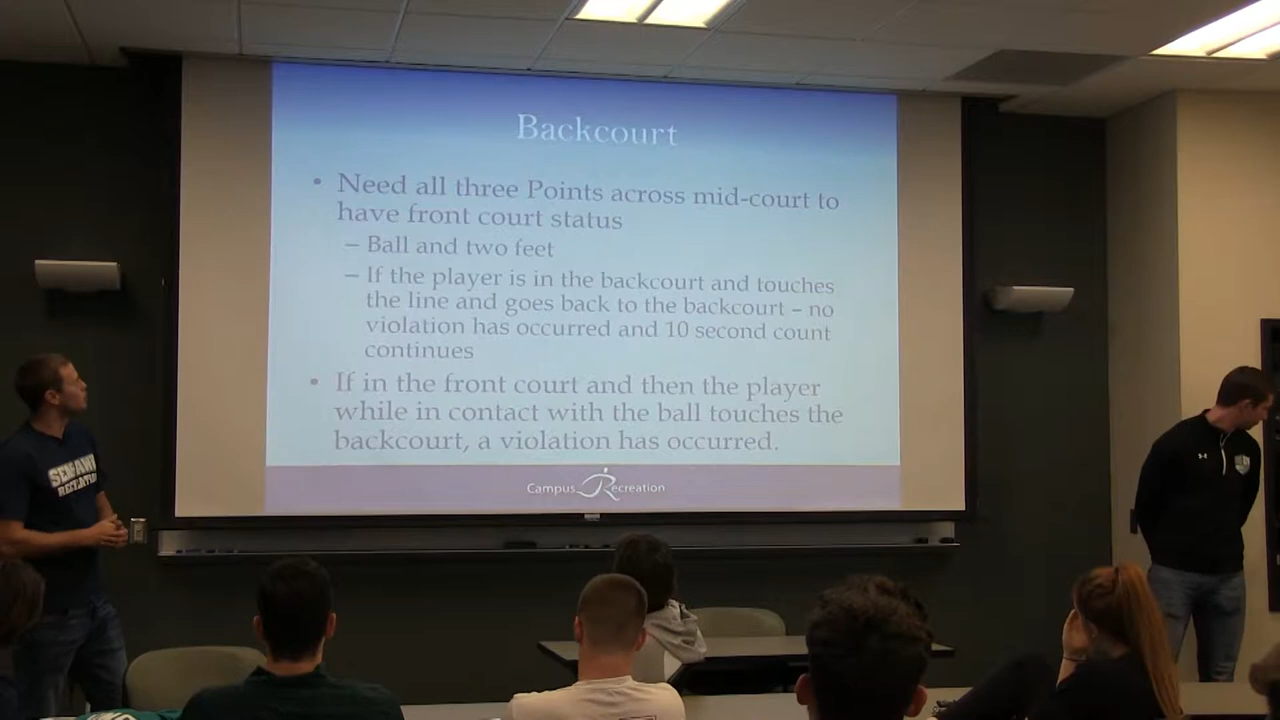 Backcourt
• Need all three Points across mid-court to
have front court status
– Ball and two feet
– If the player is in the backcourt and touches
the line and goes back to the backcourt – no
violation has occurred and 10 second count
continues
• If in the front court and then the player
while in contact with the ball touches the
backcourt, a violation has occurred.
Campus Recreation
SEAHAWK
RECREATION